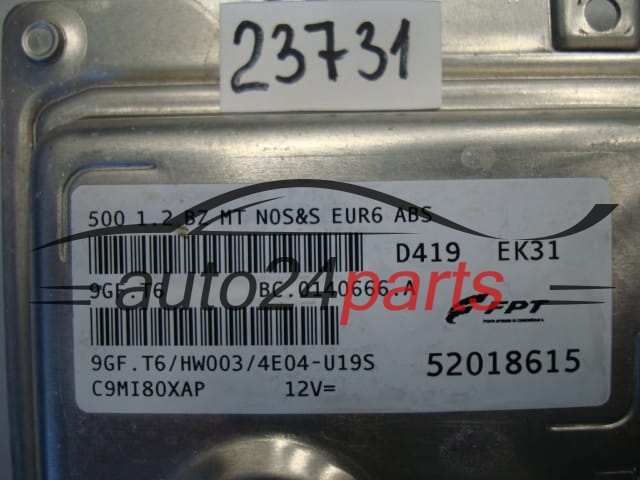 23731
500 1.2 BZ MT NOS&S EUR6 ABS
D419 EK31
9GF.T6 BC.0140666.A
auto24parts
FPT
9GF.T6/HW003/4E04-U19S
52018615
C9MI80XAP 12V=